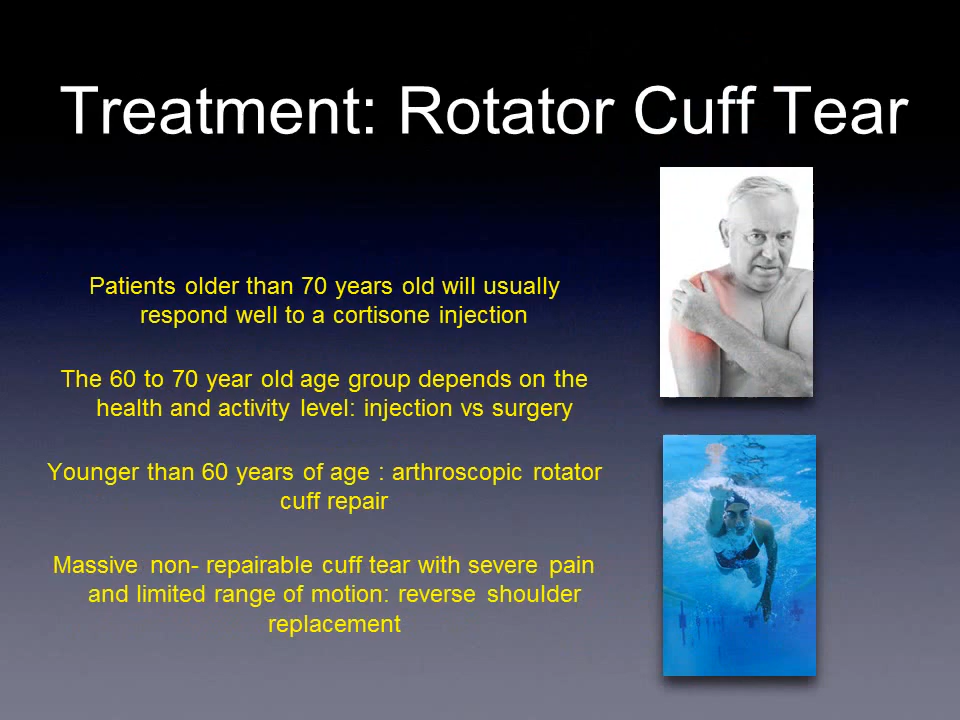 Treatment: Rotator Cuff Tear
Patients older than 70 years old will usually
respond well to a cortisone injection
The 60 to 70 year old age group depends on the
health and activity level: injection vs surgery
Younger than 60 years of age : arthroscopic rotator
cuff repair
Massive non- repairable cuff tear with severe pain
and limited range of motion: reverse shoulder
replacement